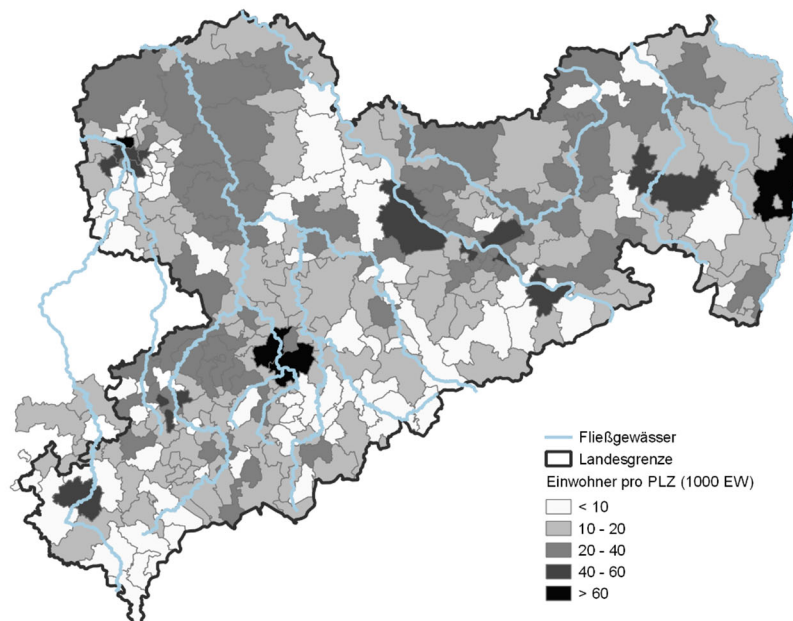 Fließgewässer
Landesgrenze
Einwohner pro PLZ (1000 EW)
< 10
10 - 20
20 - 40
40 - 60
> 60